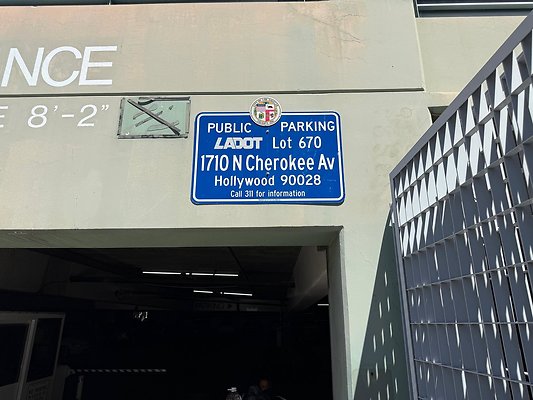 NCE
E 8'-2"
PUBLIC PARKING
LADOT Lot 670
1710 N Cherokee Av
Hollywood 90028
Call 311 for information